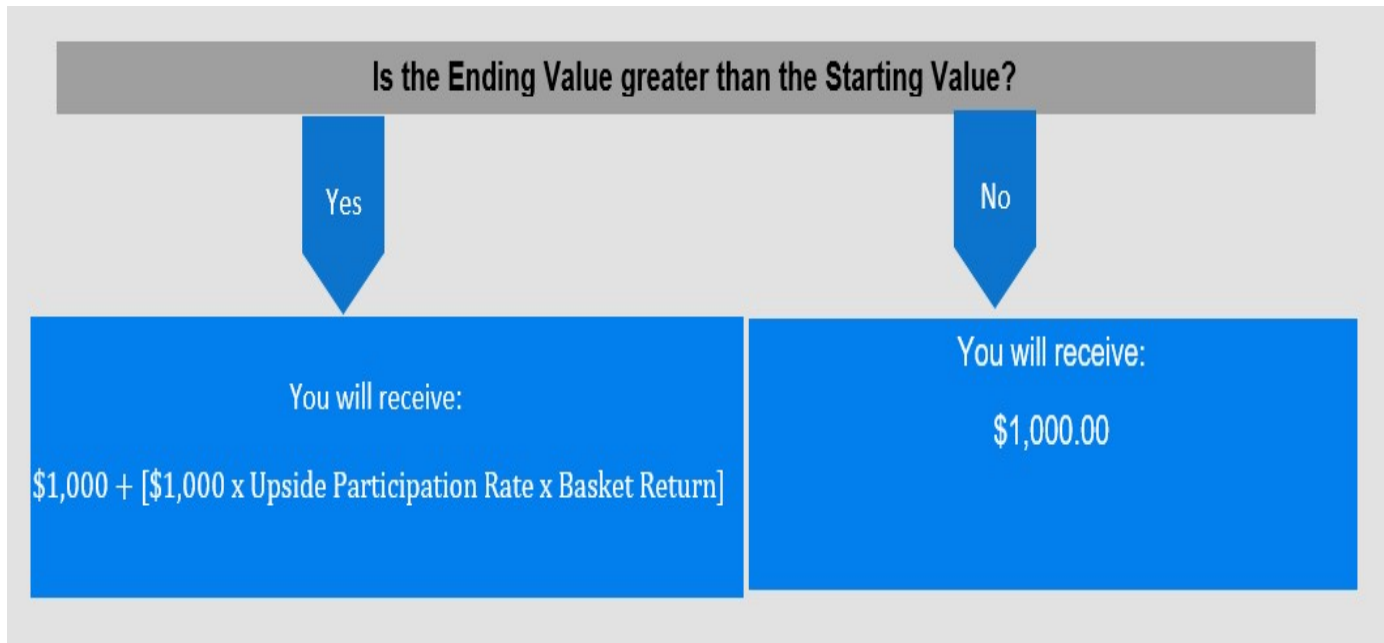 Is the Ending Value greater than the Starting Value?
Yes
No
You will receive:
$1,000 + [$1,000 x Upside Participation Rate x Basket Return]
You will receive:
$1,000.00